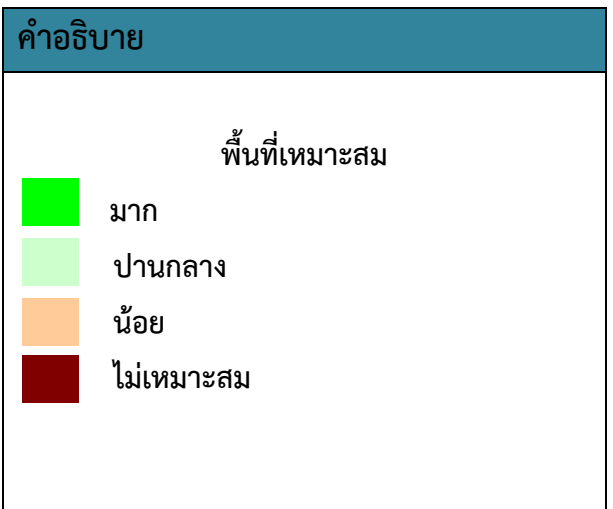 คำอธิบาย
พื้นที่เหมาะสม
มาก
ปานกลาง
น้อย
ไม่เหมาะสม